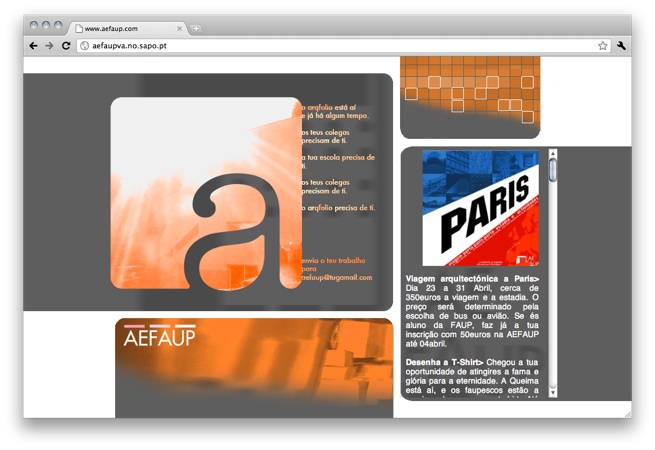 www.aefaup.com
aefaupva.no.sapo.pt
o arqfolio está aí
e já há algum tempo.
os teus colegas
precisam de ti.
a tua escola precisa de
ti.
os teus colegas
precisam de ti.
o arqfolio precisa de ti.
envia o teu trabalho
para
aefaup@tugamail.com
a
AEFAUP
PARIS
AE
FAUP
Viagem arquitectónica a Paris>
Dia 23 a 31 Abril, cerca de
350euros a viagem e a estadia. O
preço será determinado pela
escolha de bus ou avião. Se és
aluno da FAUP, faz já a tua
inscrição com 50euros na AEFAUP
até 04abril.
Desenha a T-Shirt> Chegou a tua
oportunidade de atingires a fama e
glória para a eternidade. A Queima
está aí, e os faupescos estão a